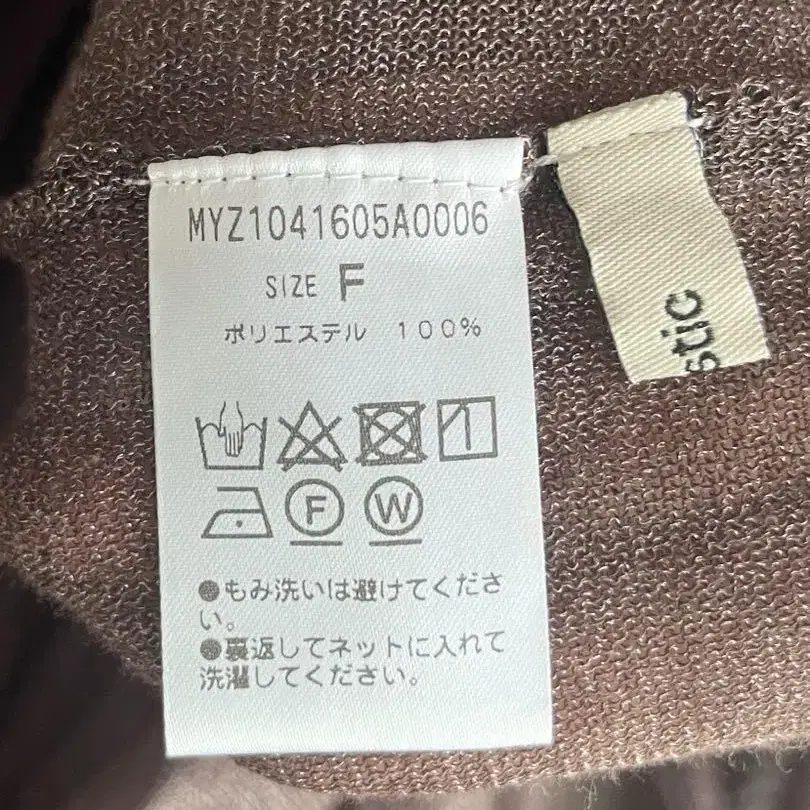 MYZ1041605A0006
SIZE F
ポリエステル 100%
F W
●もみ洗いは避けてくださ
い。
●裏返してネットに入れて
洗濯してください。
stic